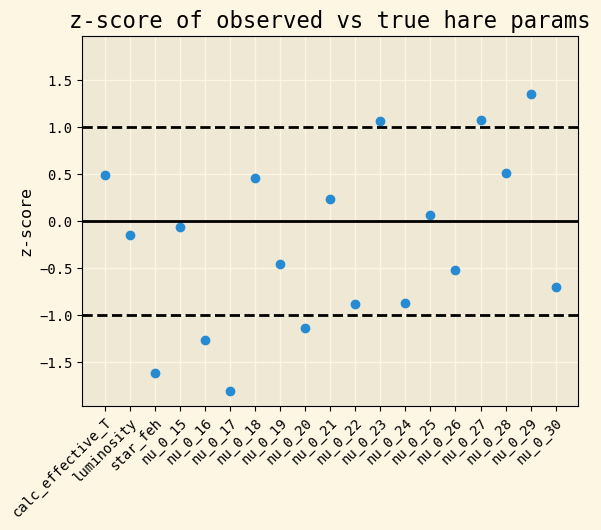 z-score of observed vs true hare params
z-score
1.5
1.0
0.5
0.0
−0.5
−1.0
−1.5
calc_effective_T
luminosity
star_feh
nu_0_15
nu_0_16
nu_0_17
nu_0_18
nu_0_19
nu_0_20
nu_0_21
nu_0_22
nu_0_23
nu_0_24
nu_0_25
nu_0_26
nu_0_27
nu_0_28
nu_0_29
nu_0_30